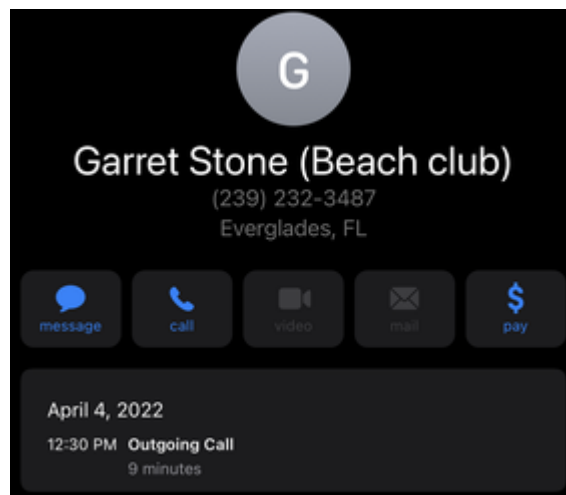 G
Garret Stone (Beach club)
(239) 232-3487
Everglades, FL
message call video mail pay
April 4, 2022
12:30 PM Outgoing Call
9 minutes